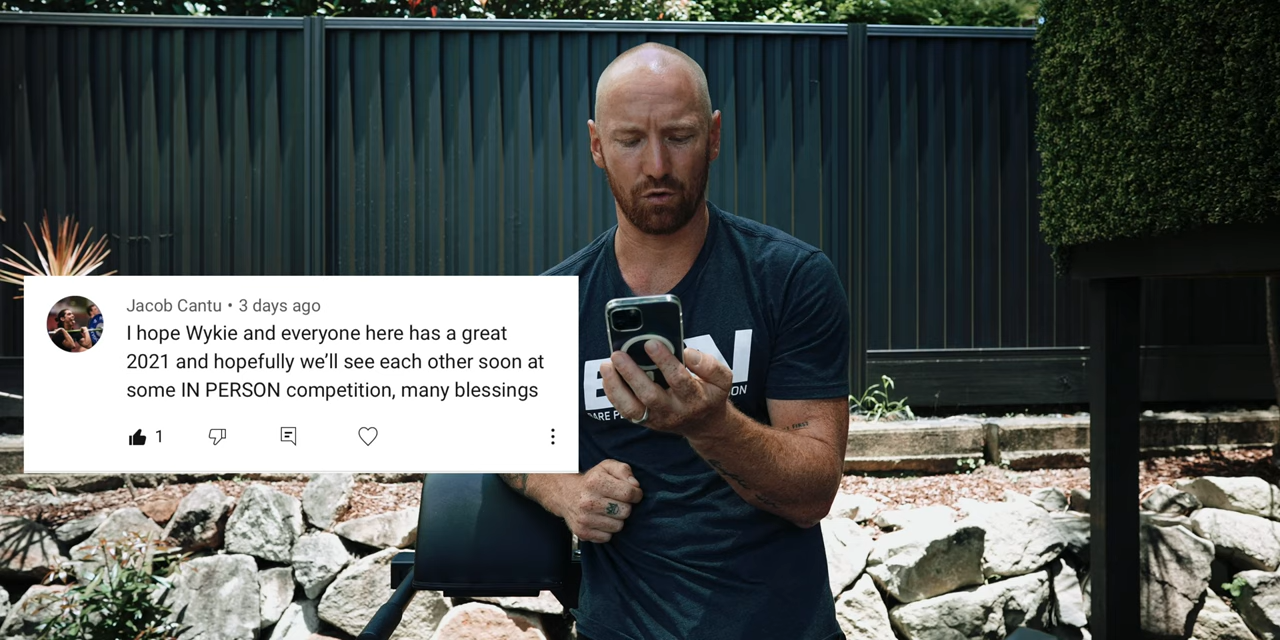 Jacob Cantu • 3 days ago
I hope Wykie and everyone here has a great
2021 and hopefully we’ll see each other soon at
some IN PERSON competition, many blessings
1